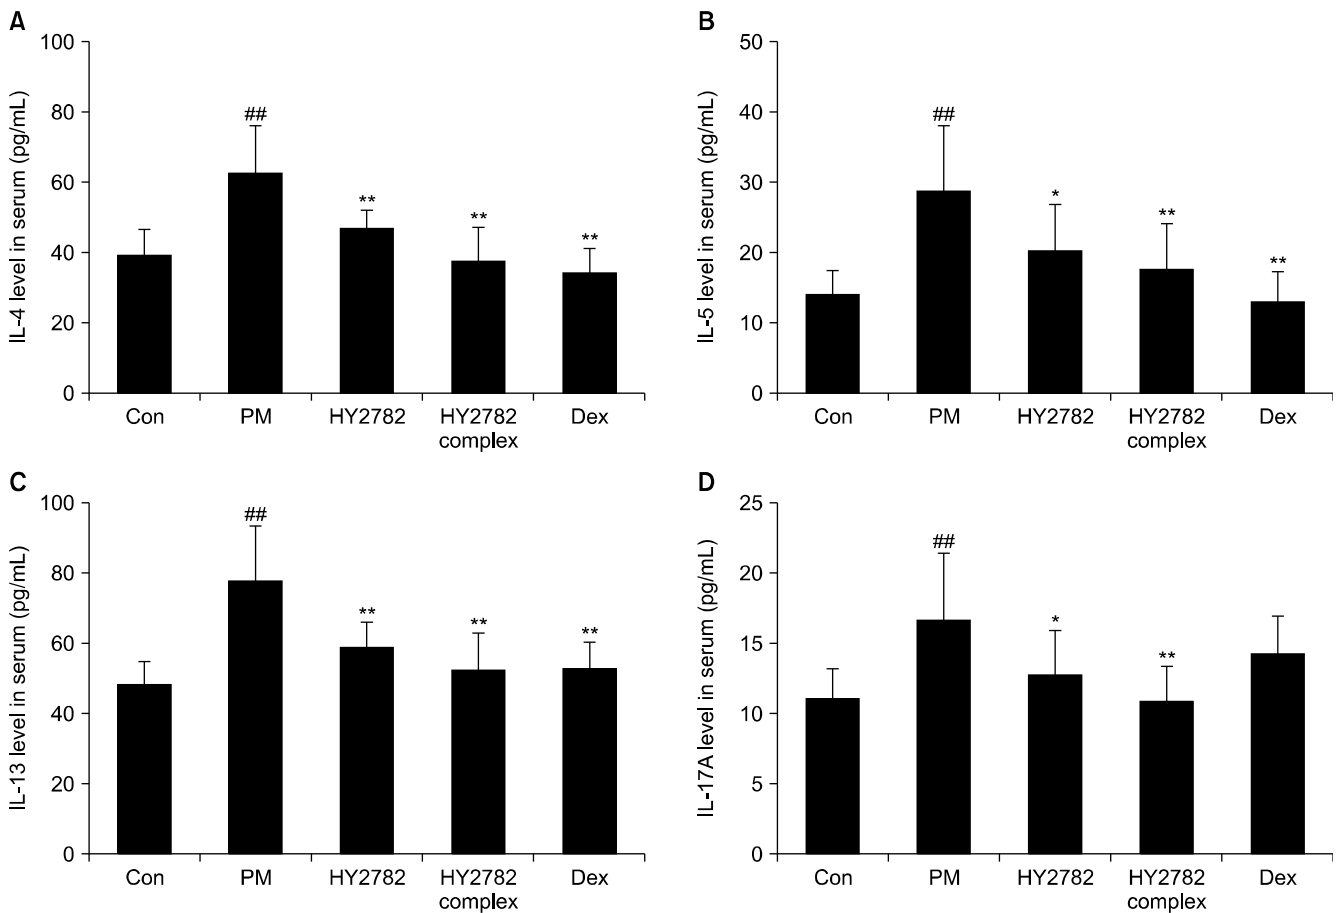 A
IL-4 level in serum (pg/mL)
100
80
60
40
20
0
##
**
**
**
Con
PM
HY2782
HY2782
complex
Dex
B
IL-5 level in serum (pg/mL)
50
40
30
20
10
0
##
*
**
**
Con
PM
HY2782
HY2782
complex
Dex
C
IL-13 level in serum (pg/mL)
100
80
60
40
20
0
##
**
**
**
Con
PM
HY2782
HY2782
complex
Dex
D
IL-17A level in serum (pg/mL)
25
20
15
10
5
0
##
*
**
Con
PM
HY2782
HY2782
complex
Dex